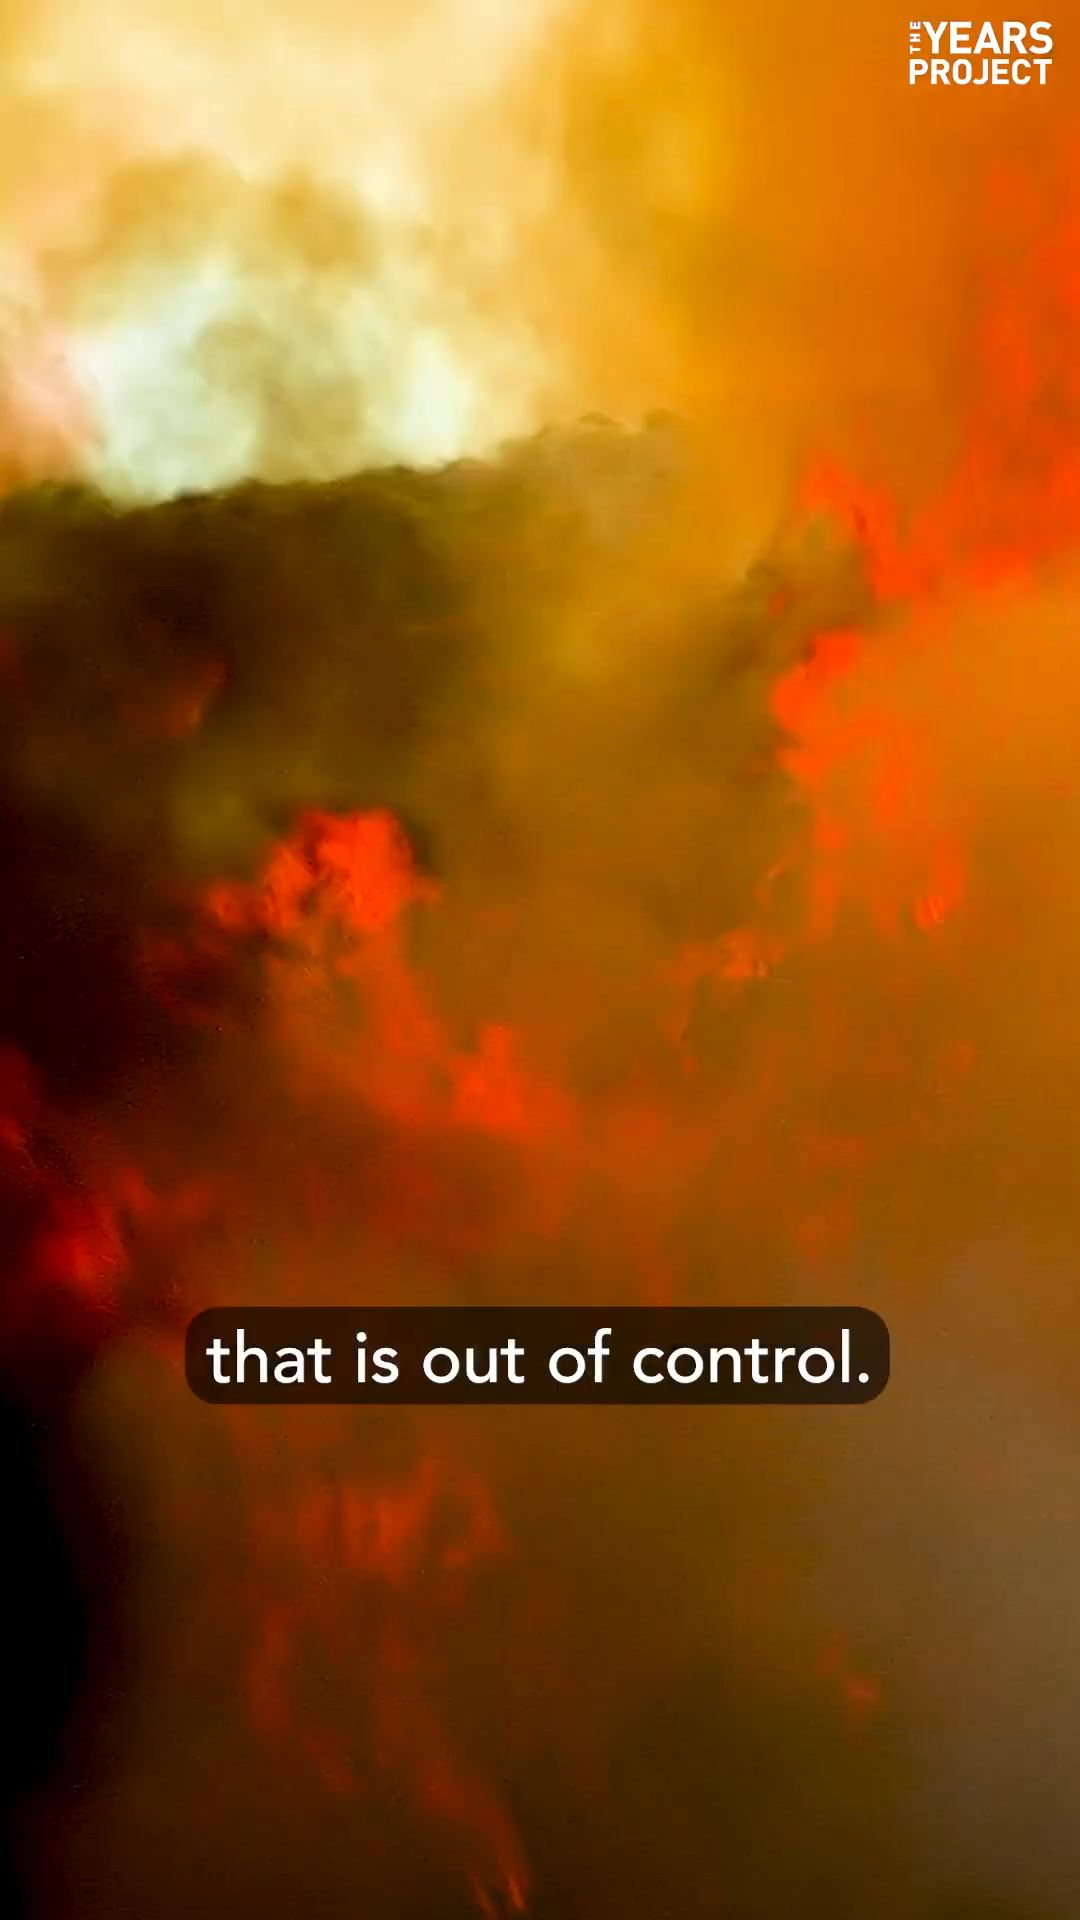 THE YEARS
PROJECT
that is out of control.